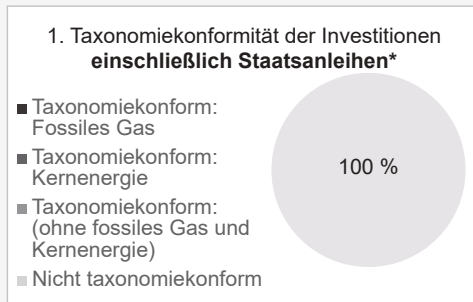 1. Taxonomiekonformität der Investitionen
einschließlich Staatsanleihen*
Taxonomiekonform:
Fossiles Gas
Taxonomiekonform:
Kernenergie
Taxonomiekonform:
(ohne fossiles Gas und
Kernenergie)
Nicht taxonomiekonform
100 %